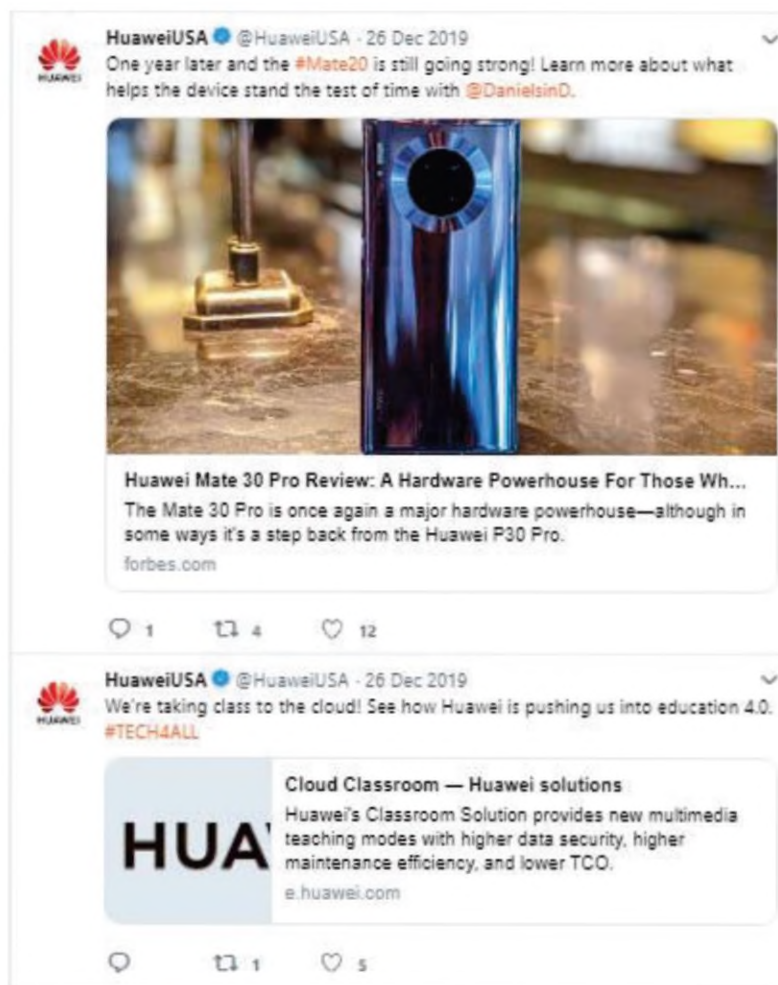 HuaweiUSA @HuaweiUSA · 26 Dec 2019
One year later and the #Mate20 is still going strong! Learn more about what
helps the device stand the test of time with @DanielsinD.
HUAWEI
Huawei Mate 30 Pro Review: A Hardware Powerhouse For Those Wh...
The Mate 30 Pro is once again a major hardware powerhouse—although in
some ways it's a step back from the Huawei P30 Pro.
forbes.com
1 4 12
HuaweiUSA @HuaweiUSA · 26 Dec 2019
We're taking class to the cloud! See how Huawei is pushing us into education 4.0.
HUAWEI
#TECH4ALL
HUA
Cloud Classroom — Huawei solutions
Huawei's Classroom Solution provides new multimedia
teaching modes with higher data security, higher
maintenance efficiency, and lower TCO.
e.huawei.com
1 5